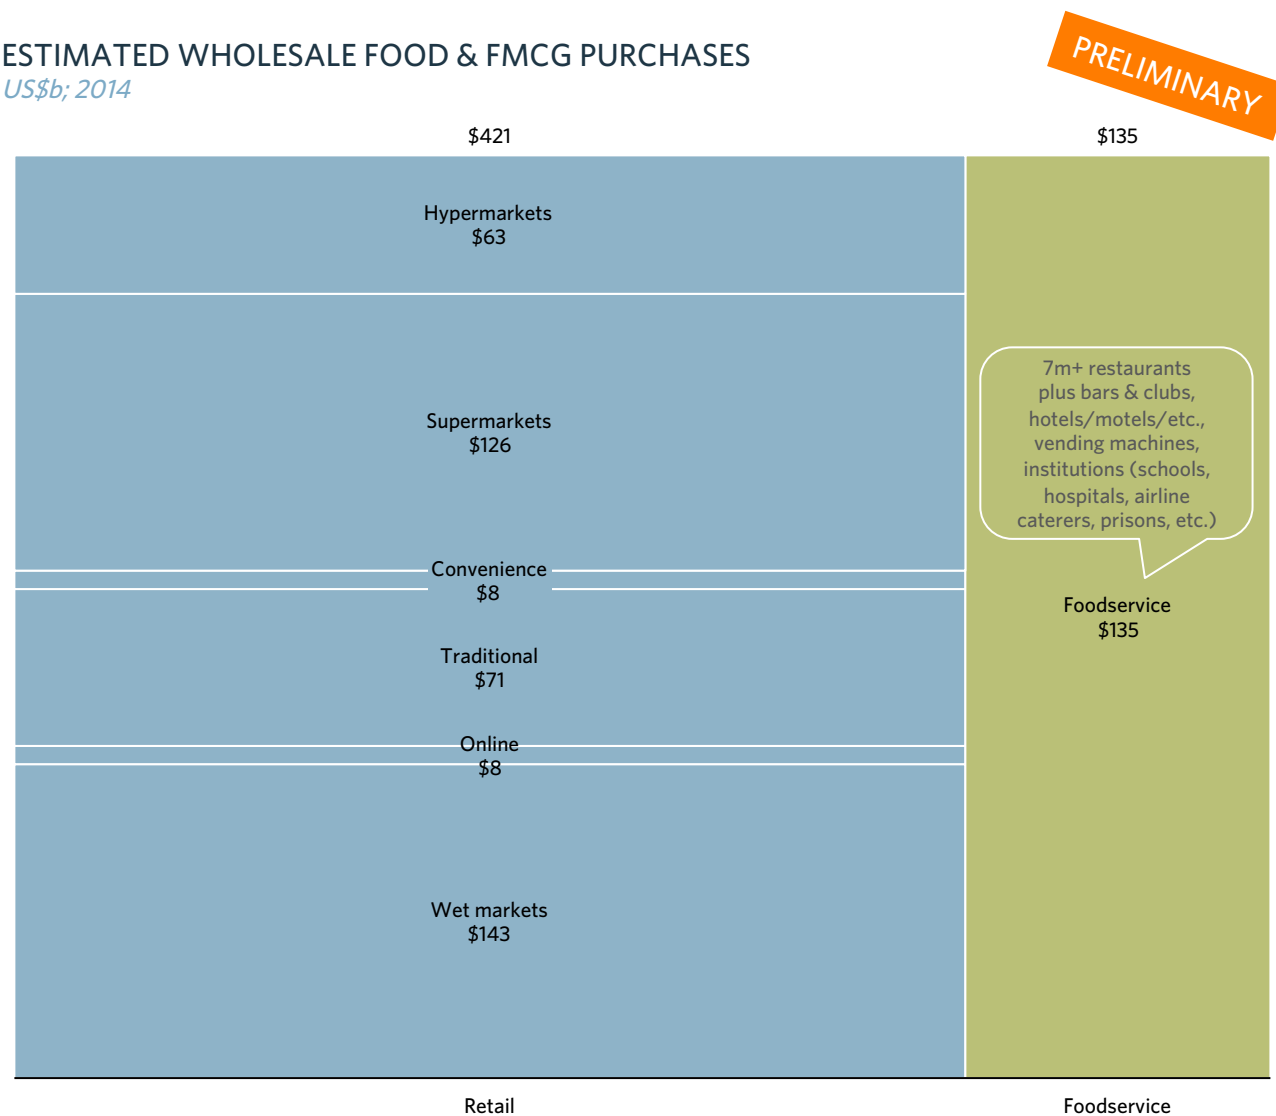 ESTIMATED WHOLESALE FOOD & FMCG PURCHASES
US$b; 2014
PRELIMINARY
$421
$135
Hypermarkets
$63
Supermarkets
$126
Convenience
$8
Traditional
$71
Online
$8
Wet markets
$143
7m+ restaurants
plus bars & clubs,
hotels/motels/etc.,
vending machines,
institutions (schools,
hospitals, airline
caterers, prisons, etc.)
Foodservice
$135
Retail
Foodservice